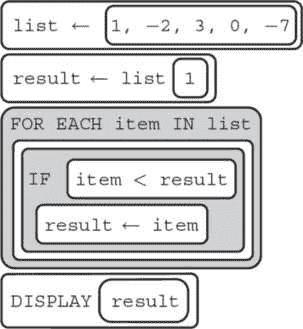 list ← 1, −2, 3, 0, −7
result ← list 1
FOR EACH item IN list
IF item < result
result ← item
DISPLAY result